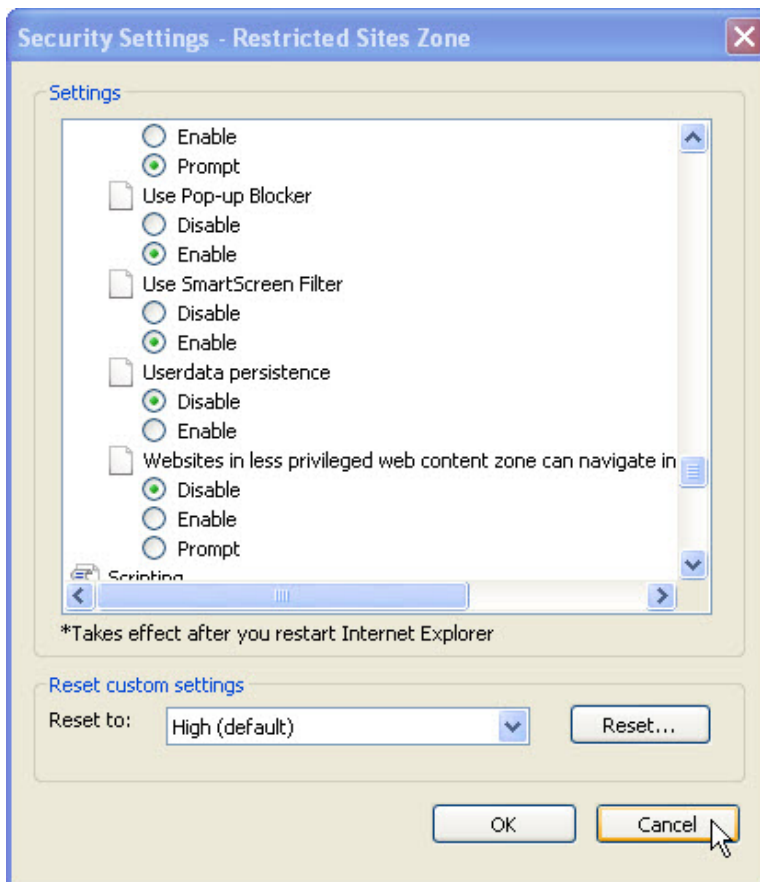 Security Settings - Restricted Sites Zone
Settings
Enable
Prompt
Use Pop-up Blocker
Disable
Enable
Use SmartScreen Filter
Disable
Enable
Userdata persistence
Disable
Enable
Websites in less privileged web content zone can navigate in
Disable
Enable
Prompt
Scripting
*Takes effect after you restart Internet Explorer
Reset custom settings
Reset to: High (default) Reset...
OK Cancel